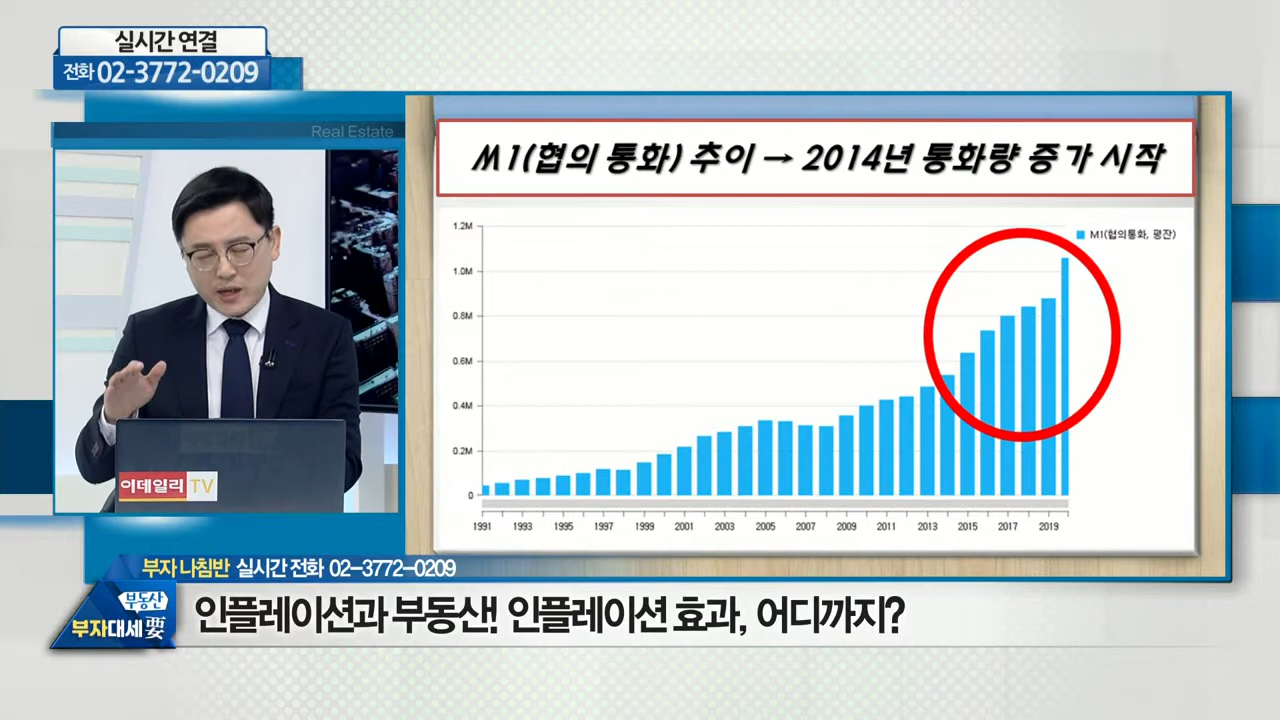 실시간 연결
전화 02-3772-0209
Real Estate
M1(협의 통화) 추이 → 2014년 통화량 증가 시작
M1(협의통화, 평잔)
1.2M
1.0M
0.8M
0.6M
0.4M
0.2M
0
1991 1993 1995 1997 1999 2001 2003 2005 2007 2009 2011 2013 2015 2017 2019
이데일리 TV
부자 나침반 실시간 전화 02-3772-0209
부동산
부자대세 要
인플레이션과 부동산! 인플레이션 효과, 어디까지?